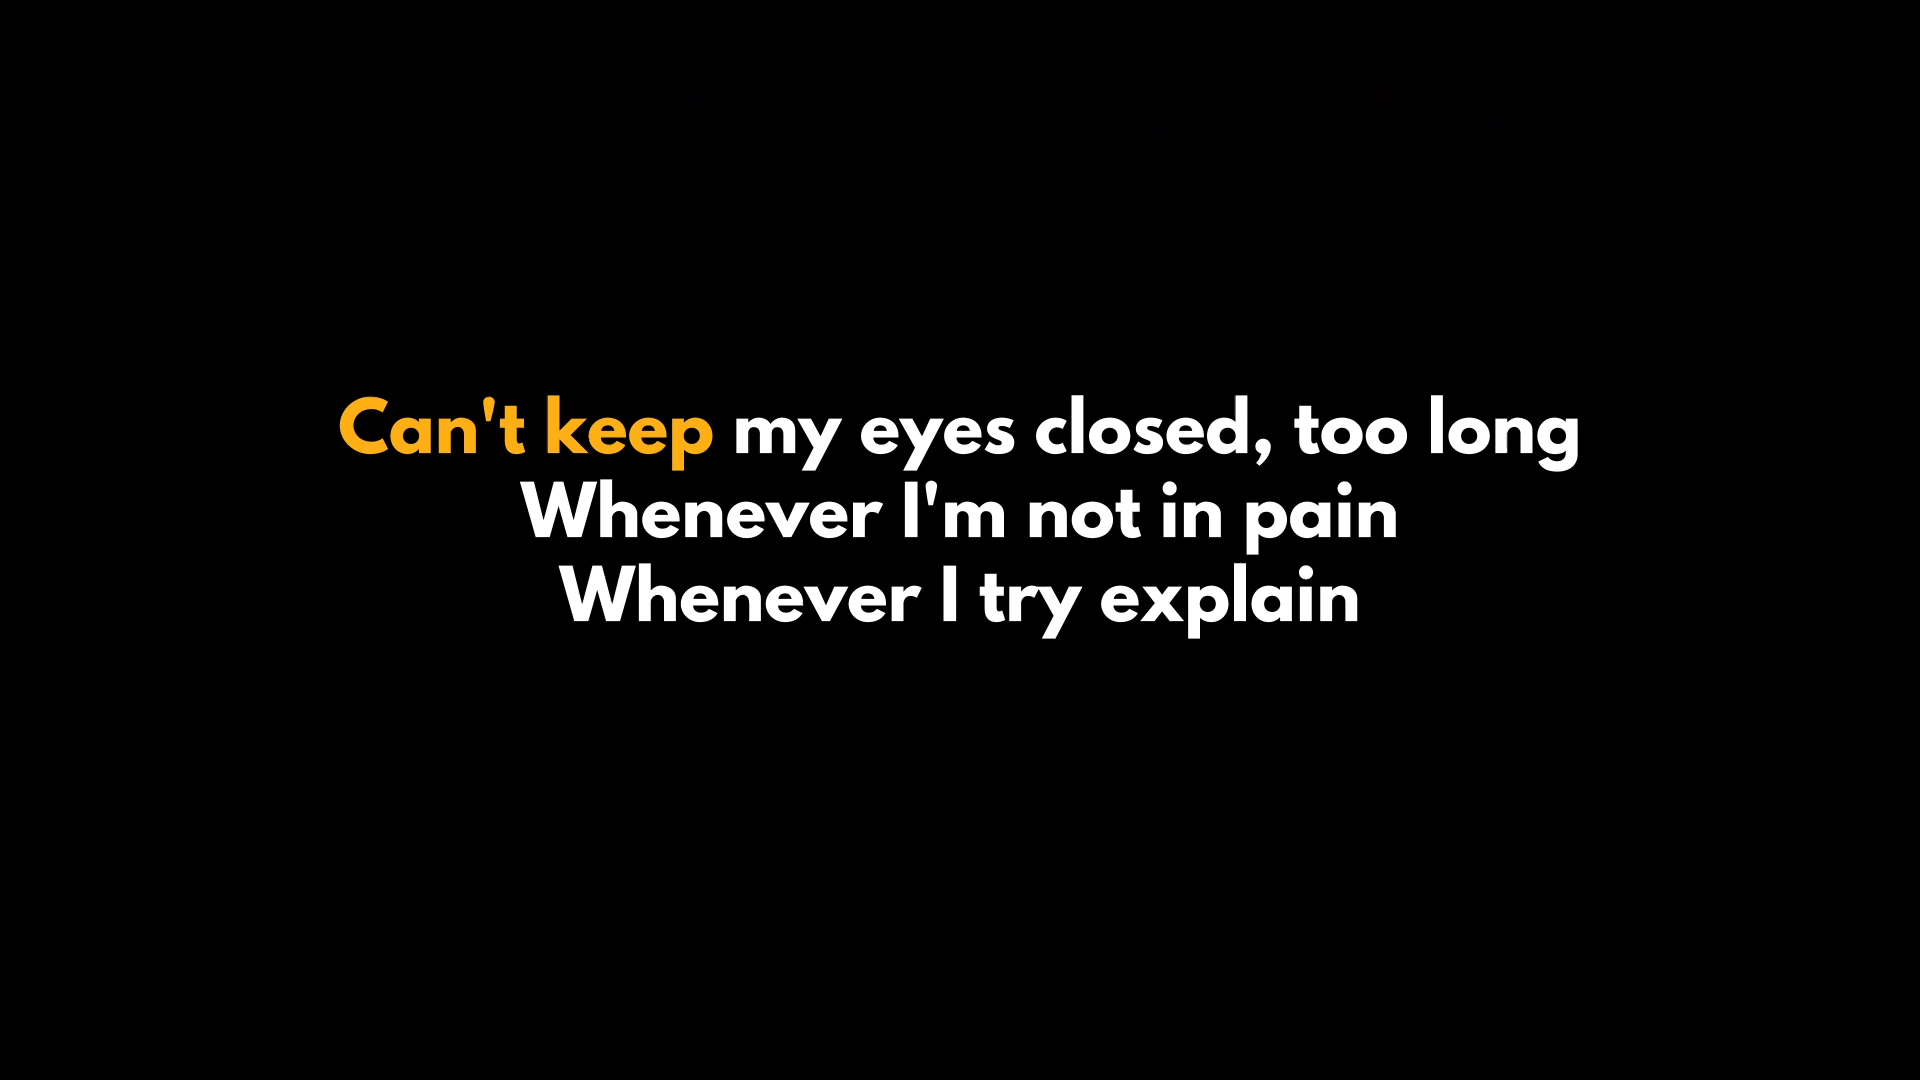 Can't keep my eyes closed, too long
Whenever I'm not in pain
Whenever I try explain